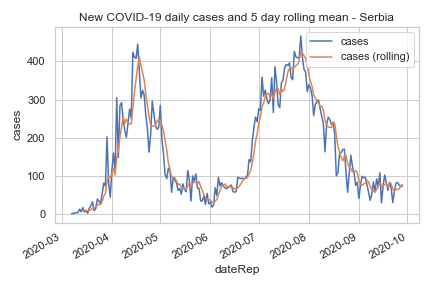 New COVID-19 daily cases and 5 day rolling mean - Serbia
cases
cases (rolling)
400
300
200
100
0
cases
2020-03
2020-04
2020-05
2020-06
2020-07
2020-08
2020-09
2020-10
dateRep